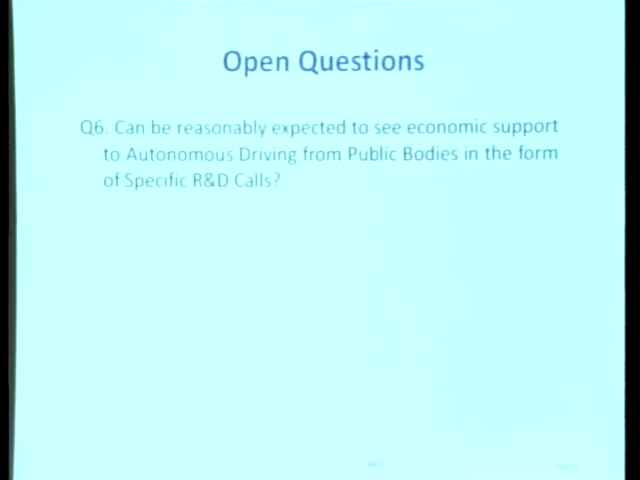 Open Questions
Q6. Can be reasonably expected to see economic support
to Autonomous Driving from Public Bodies in the form
of Specific R&D Calls?